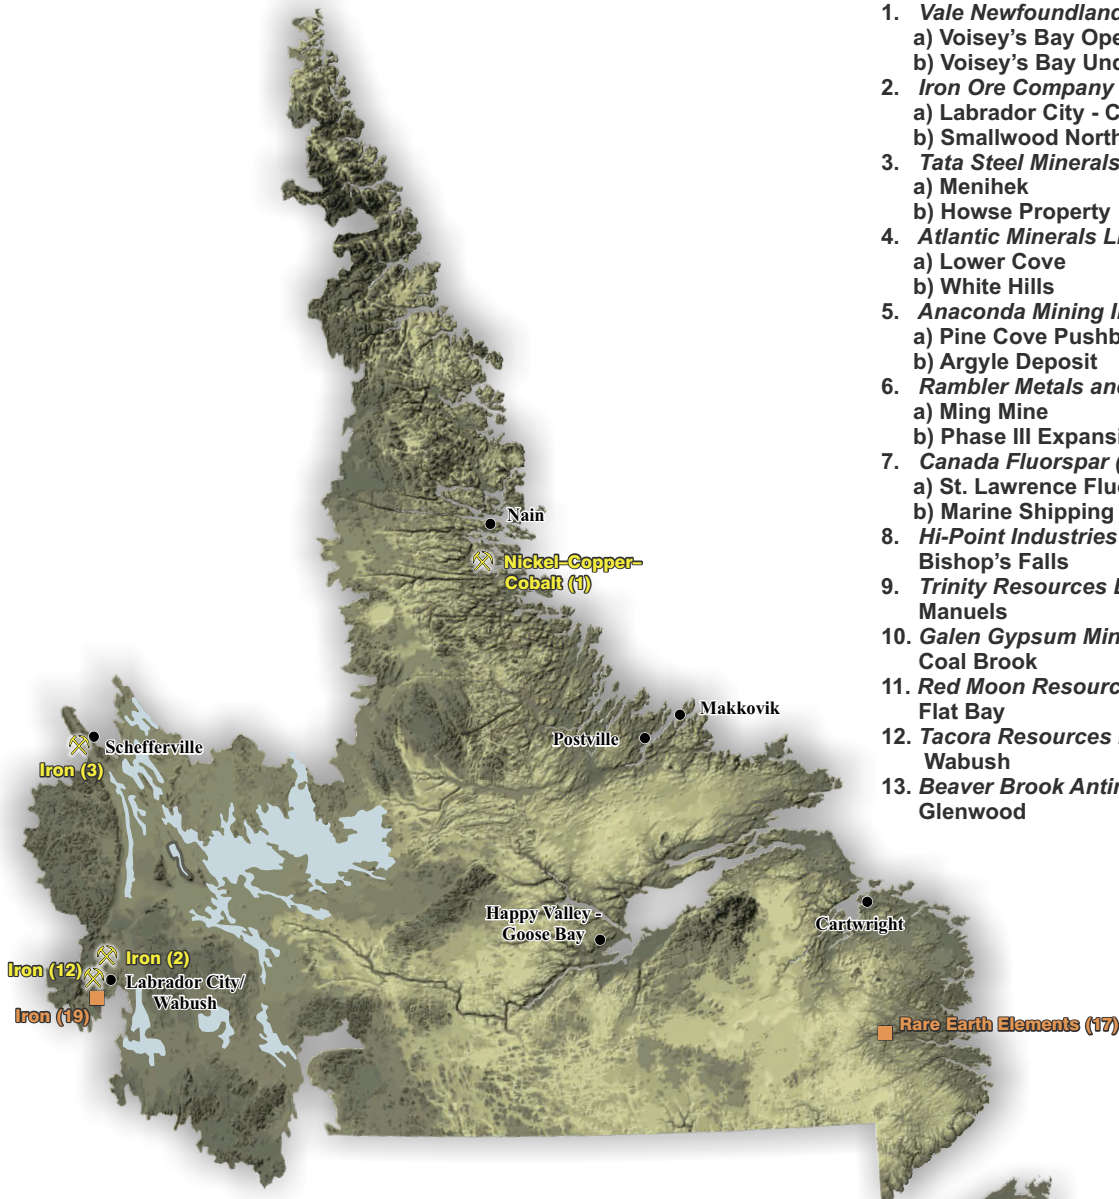 1. Vale Newfoundland
a) Voisey's Bay Ope
b) Voisey's Bay Und
2. Iron Ore Company
a) Labrador City - C
b) Smallwood North
3. Tata Steel Minerals
a) Menihek
b) Howse Property
4. Atlantic Minerals L
a) Lower Cove
b) White Hills
5. Anaconda Mining I
a) Pine Cove Pushb
b) Argyle Deposit
6. Rambler Metals and
a) Ming Mine
b) Phase III Expansi
7. Canada Fluorspar (
a) St. Lawrence Flu
b) Marine Shipping
8. Hi-Point Industries
Bishop's Falls
9. Trinity Resources
Manuels
10. Galen Gypsum Min
Coal Brook
11. Red Moon Resourc
Flat Bay
12. Tacora Resources
Wabush
13. Beaver Brook Antim
Glenwood
Nain
Nickel–Copper–
Cobalt (1)
Makkovik
Postville
Schefferville
Iron (3)
Happy Valley -
Goose Bay
Cartwright
Iron (2)
Iron (12)
Labrador City/
Wabush
Iron (19)
Rare Earth Elements (17)